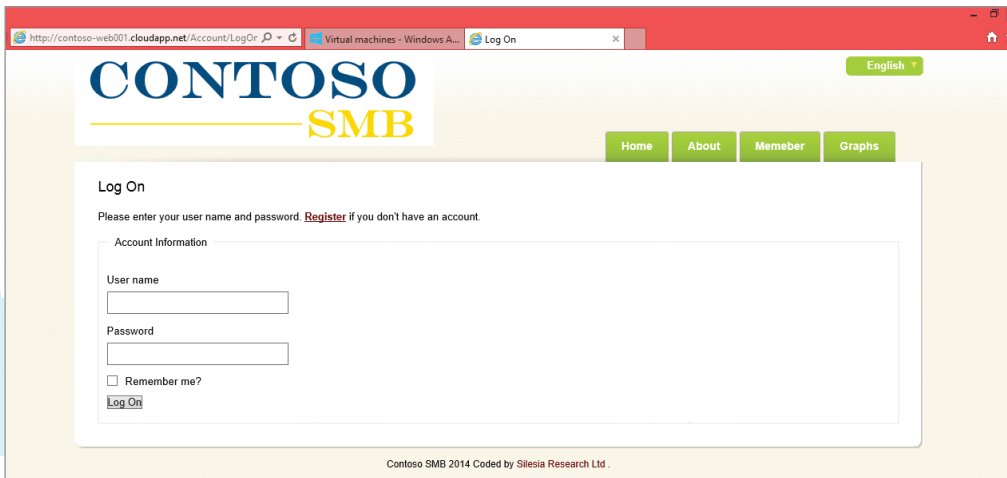 http://contoso-web001.cloudapp.net/Account/LogOr
Virtual machines - Windows A...
Log On
English
CONTOSO
SMB
Home About Memeber Graphs
Log On
Please enter your user name and password. Register if you don't have an account.
Account Information
User name
Password
Remember me?
Log On
Contoso SMB 2014 Coded by Silesia Research Ltd .